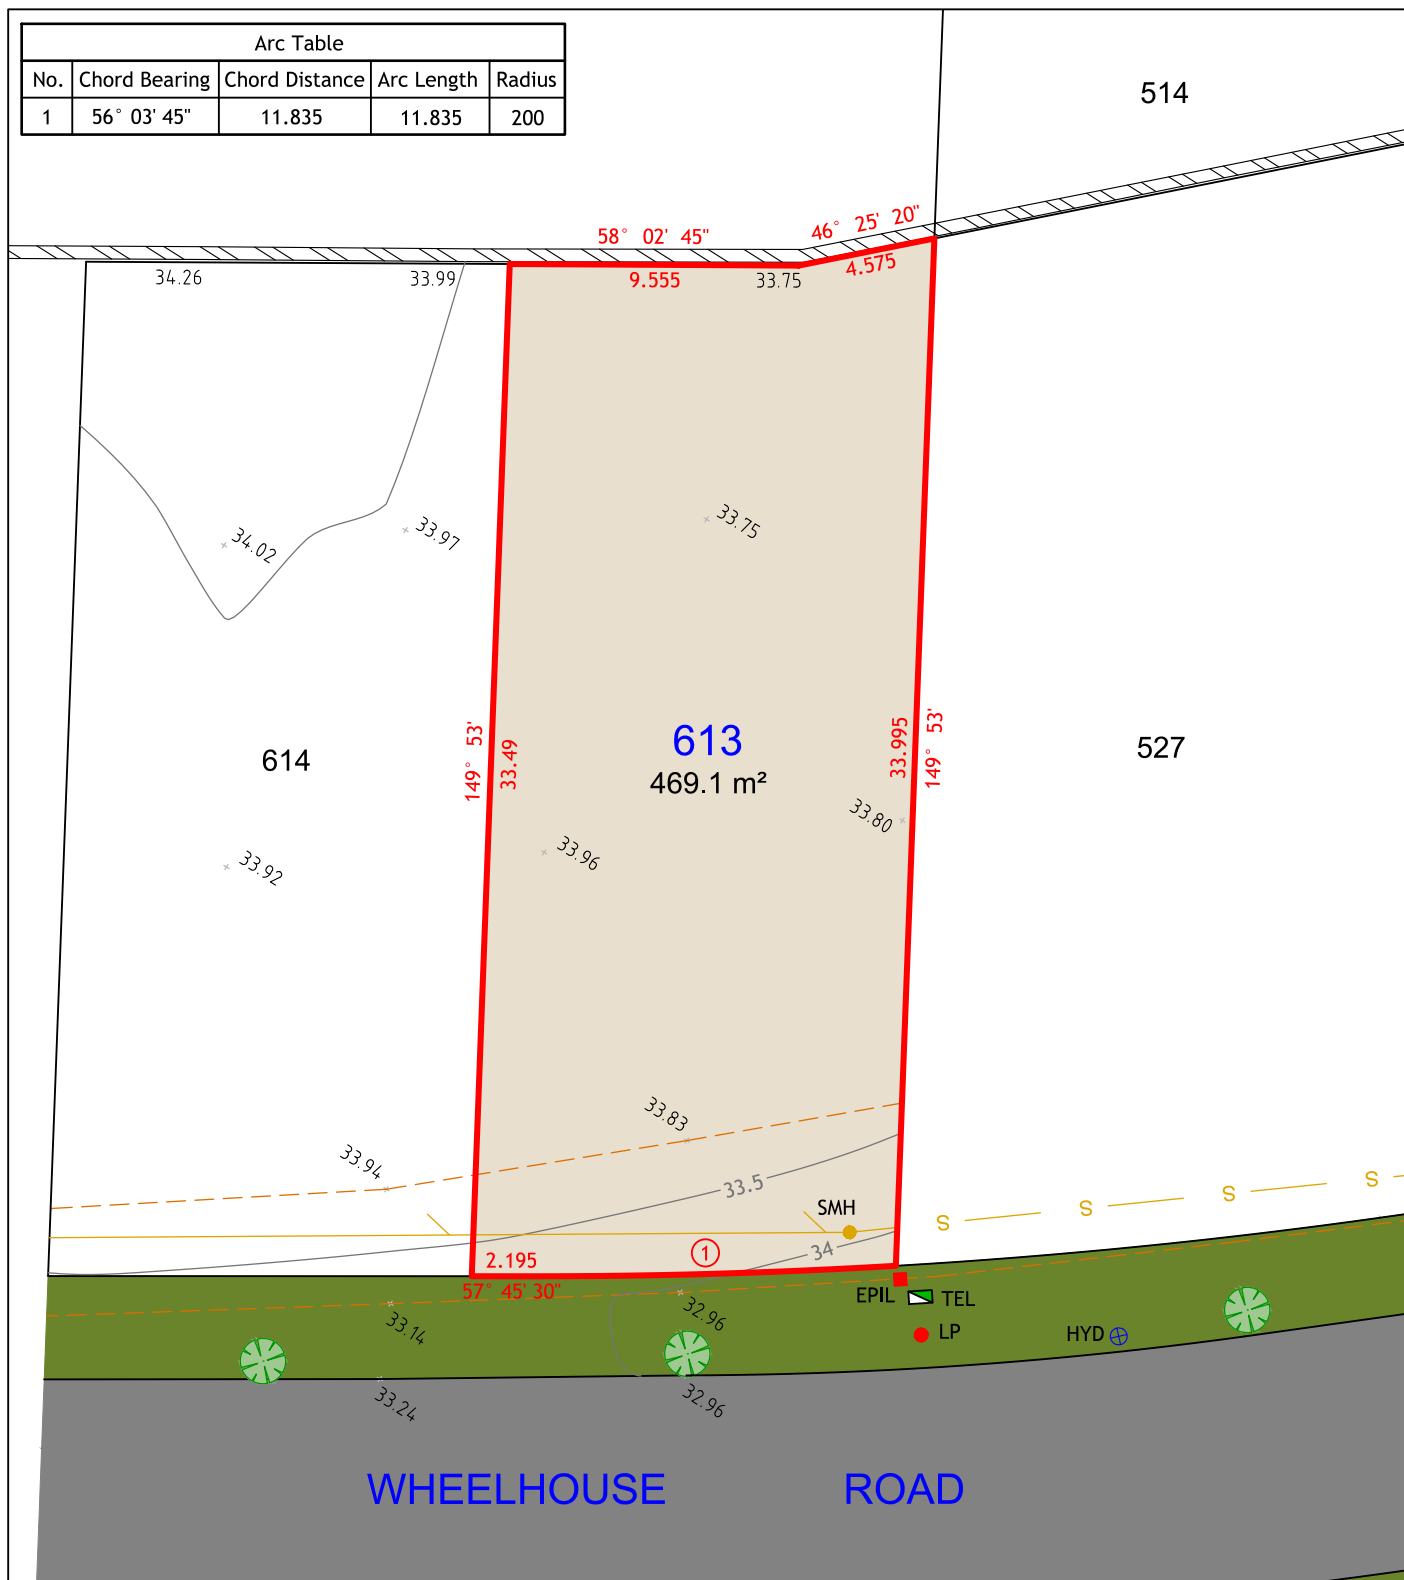 Arc Table
No. Chord Bearing Chord Distance Arc Length Radius
1 56° 03' 45" 11.835 11.835 200
514
58° 02' 45"
46° 25' 20"
34.26
33.99
9.555
33.75
4.575
33.75
34.02
33.97
149° 53'
33.49
613
469.1 m²
33.995
149° 53'
614
527
33.80
33.96
33.92
33.83
33.94
33.5
SMH
S S S S
34
2.195
1
57° 45' 30"
EPIL
TEL
32.96
33.14
LP
HYD
33.24
32.96
WHEELHOUSE ROAD